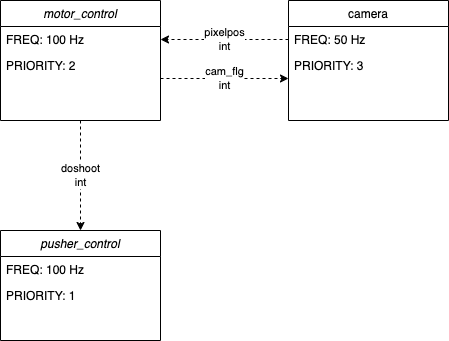 motor_control
FREQ: 100 Hz
PRIORITY: 2
pixelpos
int
cam_flg
int
camera
FREQ: 50 Hz
PRIORITY: 3
doshoot
int
pusher_control
FREQ: 100 Hz
PRIORITY: 1